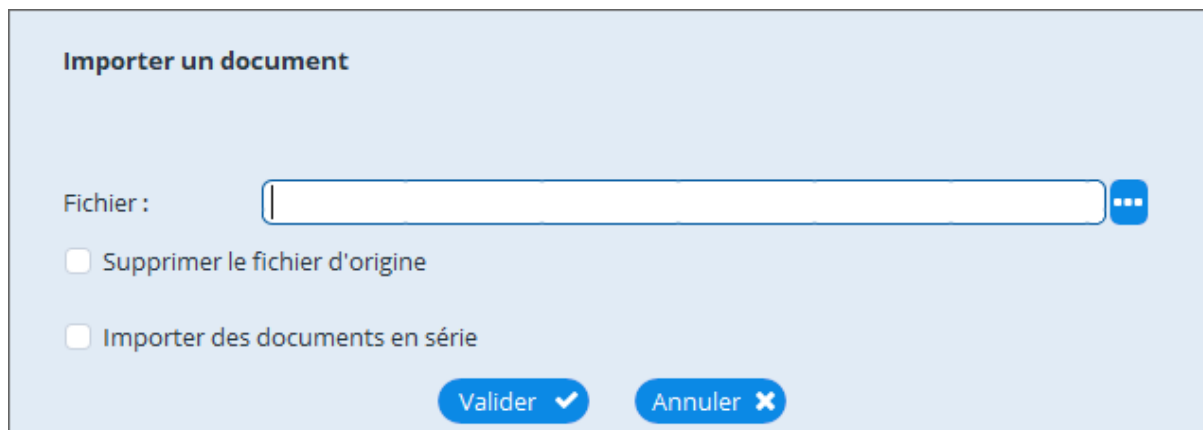 Importer un document
Fichier :
Supprimer le fichier d'origine
Importer des documents en série
Valider
Annuler